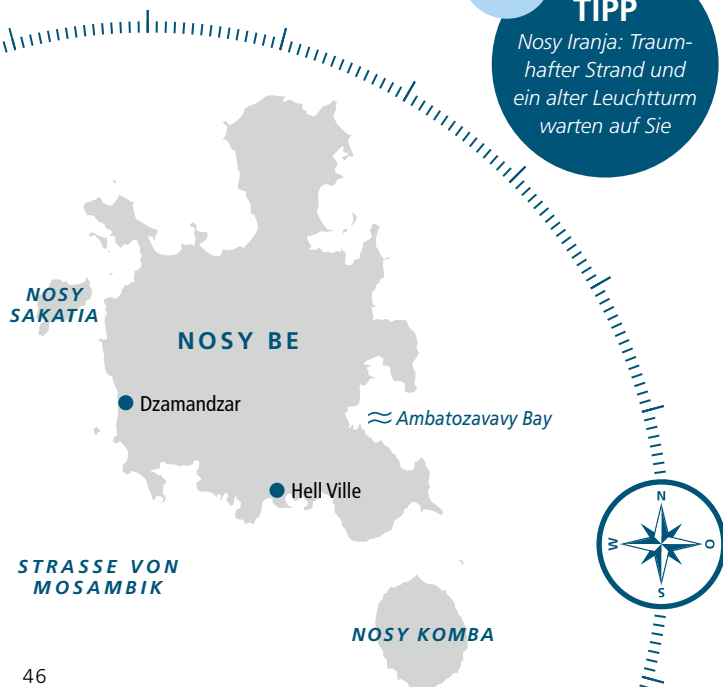 TIPP
Nosy Iranja: Traum-
hafter Strand und
ein alter Leuchtturm
warten auf Sie
NOSY
SAKATIA
NOSY BE
Dzamandzar
Ambatozavavy Bay
Hell Ville
N
W
O
S
STRASSE VON
MOSAMBIK
NOSY KOMBA
46